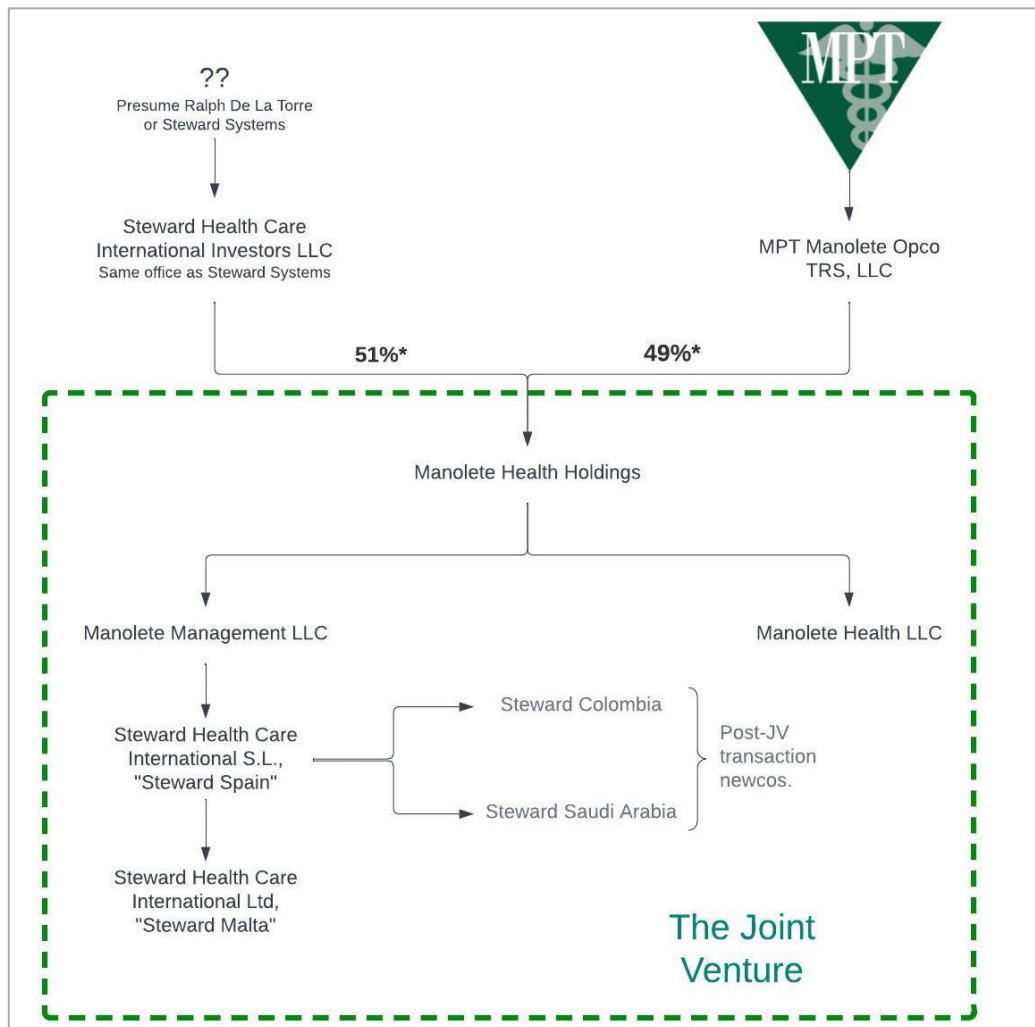 ??
Presume Ralph De La Torre
or Steward Systems
MPT
Steward Health Care
International Investors LLC
Same office as Steward Systems
MPT Manolete Opco
TRS, LLC
51%*
49%*
Manolete Health Holdings
Manolete Management LLC
Manolete Health LLC
Steward Health Care
International S.L.,
"Steward Spain"
Steward Colombia
Steward Saudi Arabia
Post-JV
transaction
newcos.
Steward Health Care
International Ltd,
"Steward Malta"
The Joint
Venture